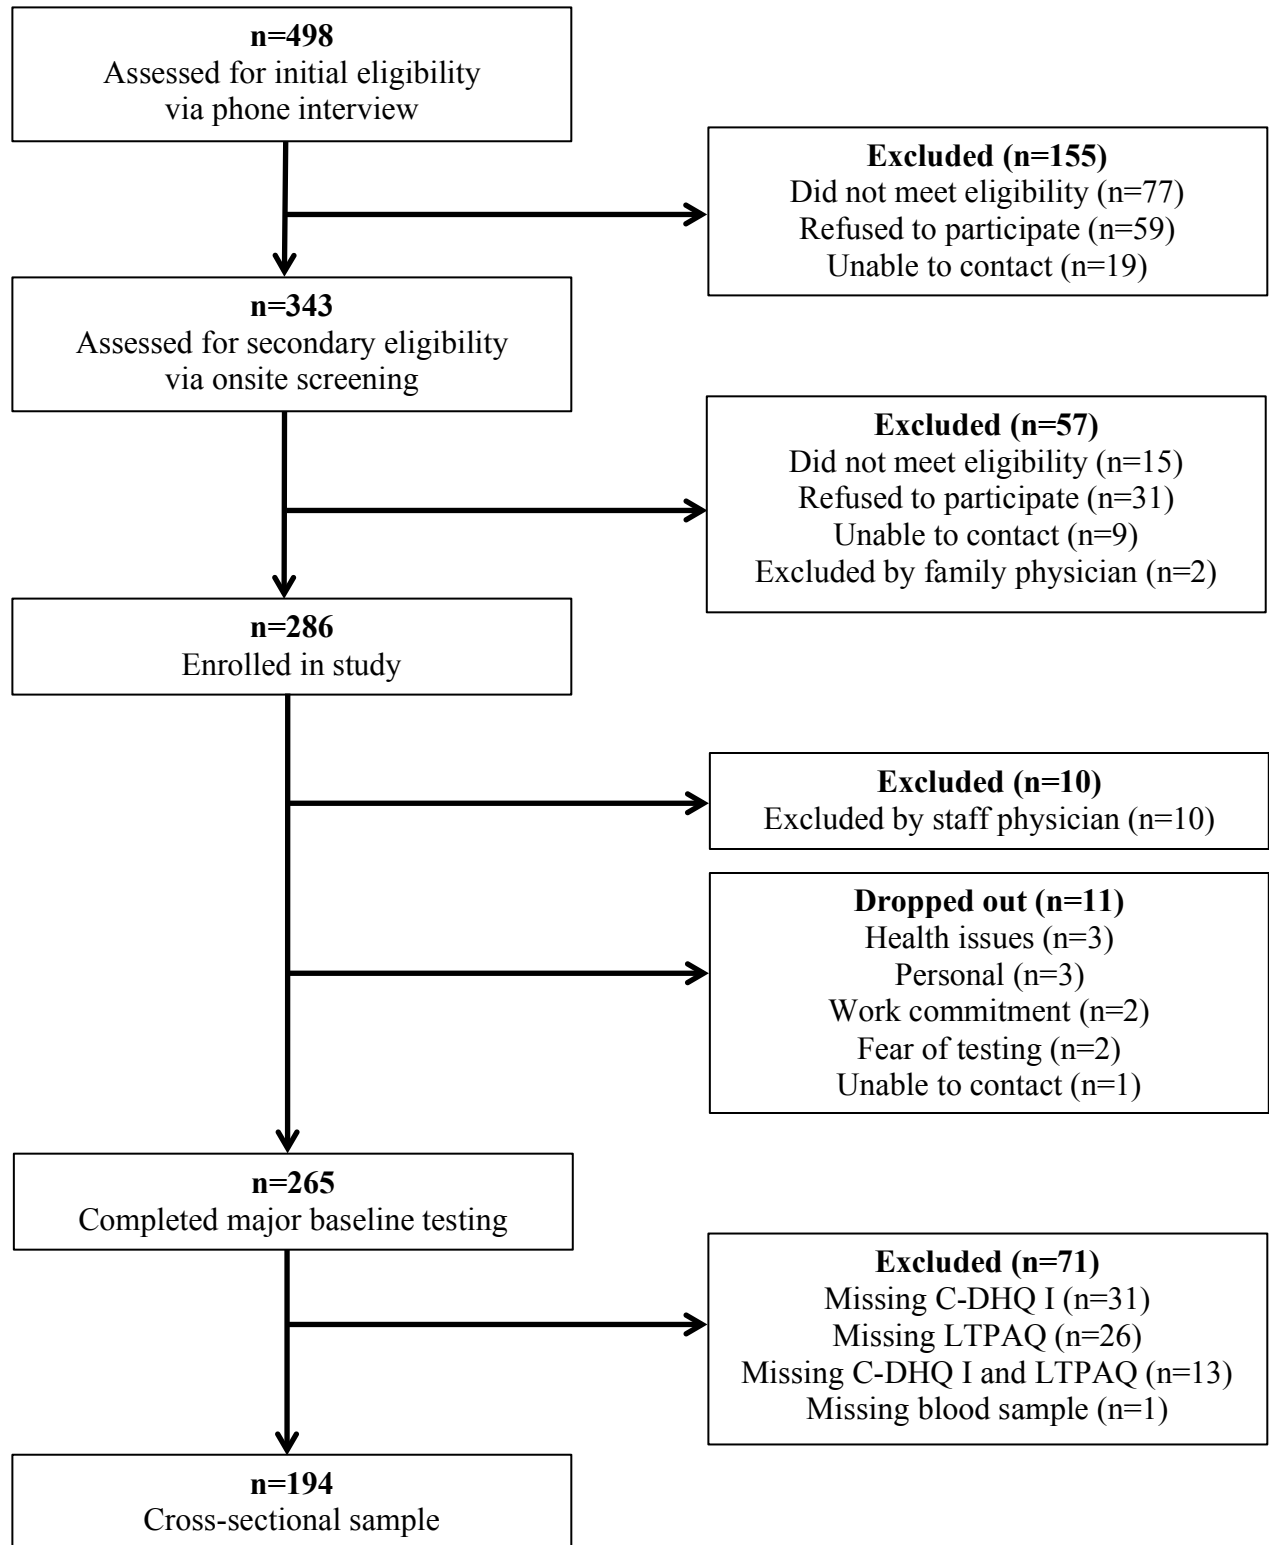 n=498
Assessed for initial eligibility
via phone interview
Excluded (n=155)
Did not meet eligibility (n=77)
Refused to participate (n=59)
Unable to contact (n=19)
n=343
Assessed for secondary eligibility
via onsite screening
Excluded (n=57)
Did not meet eligibility (n=15)
Refused to participate (n=31)
Unable to contact (n=9)
Excluded by family physician (n=2)
n=286
Enrolled in study
Excluded (n=10)
Excluded by staff physician (n=10)
Dropped out (n=11)
Health issues (n=3)
Personal (n=3)
Work commitment (n=2)
Fear of testing (n=2)
Unable to contact (n=1)
n=265
Completed major baseline testing
Excluded (n=71)
Missing C-DHQ I (n=31)
Missing LTPAQ (n=26)
Missing C-DHQ I and LTPAQ (n=13)
Missing blood sample (n=1)
n=194
Cross-sectional sample